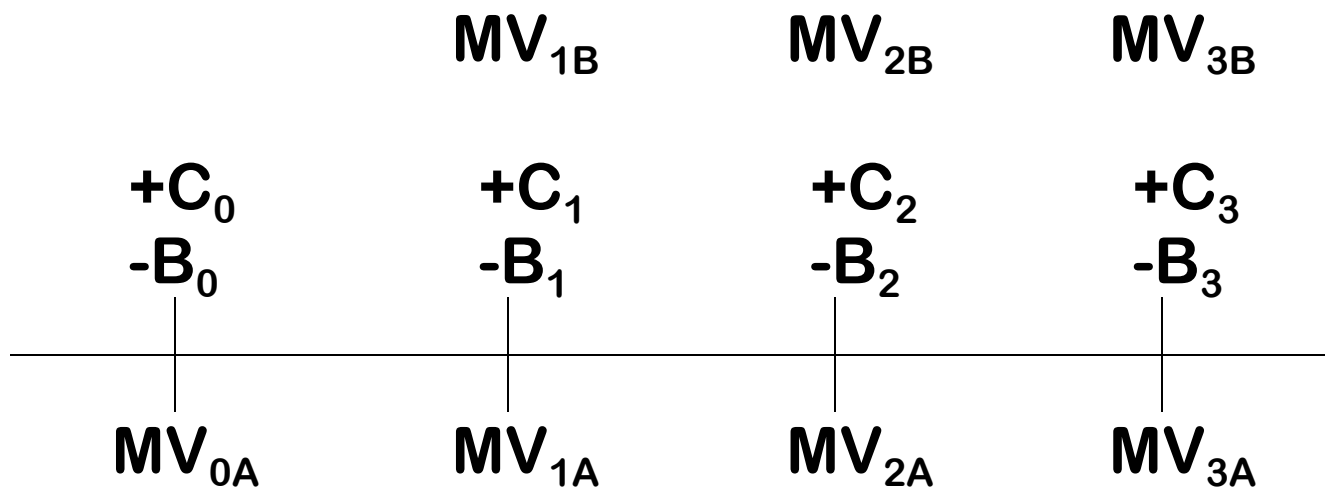 MV₁B MV₂B MV₃B
+C₀ +C₁ +C₂ +C₃
-B₀ -B₁ -B₂ -B₃
MV₀A MV₁A MV₂A MV₃A